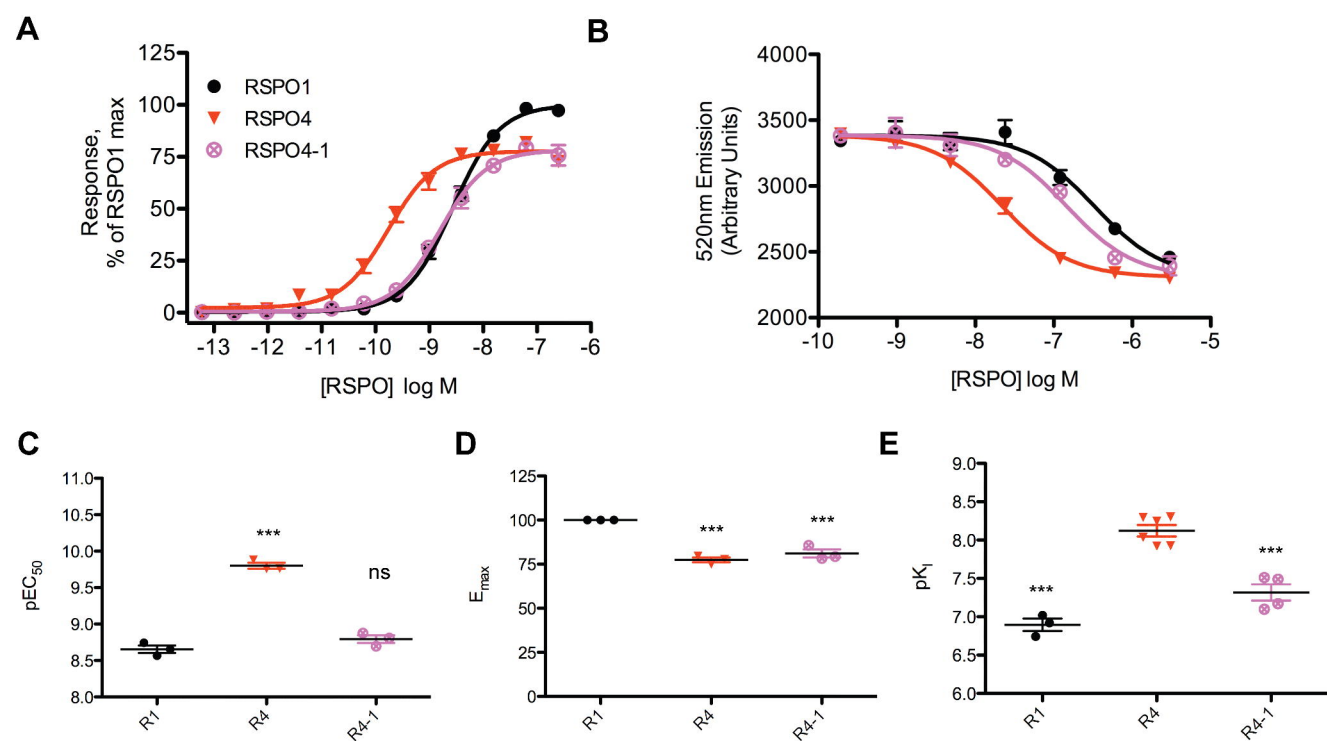 A
Response,
% of RSPO1 max
125
100
75
50
25
0
RSPO1
RSPO4
RSPO4-1
-13 -12 -11 -10 -9 -8 -7 -6
[RSPO] log M
B
520nm Emission
(Arbitrary Units)
4000
3500
3000
2500
2000
-10 -9 -8 -7 -6 -5
[RSPO] log M
C
pEC50
11.0
10.5
10.0
9.5
9.0
8.5
8.0
***
ns
R1 R4 R4-1
D
Emax
125
100
75
50
25
0
***
***
R1 R4 R4-1
E
pKI
9.0
8.5
8.0
7.5
7.0
6.5
6.0
***
***
R1 R4 R4-1